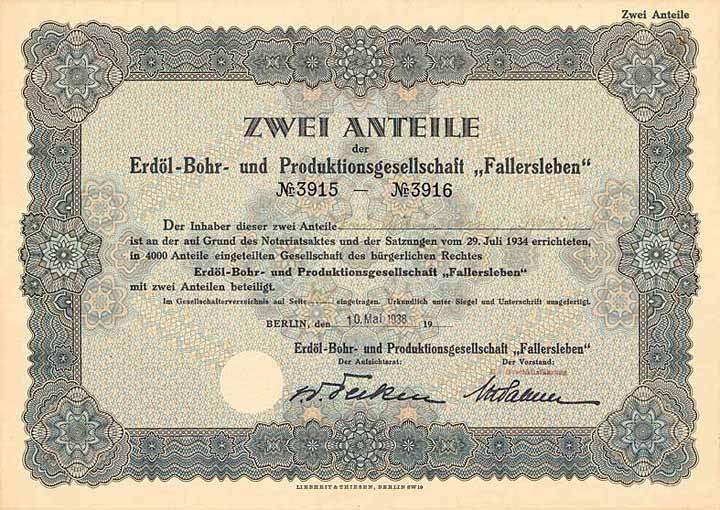 Zwei Anteile
ZWEI ANTEILE
der
Erdöl-Bohr- und Produktionsgesellschaft „Fallersleben“
№ 3915 — № 3916
Der Inhaber dieser zwei Anteile
ist an der auf Grund des Notariatsaktes und der Satzungen vom 29. Juli 1934 errichteten,
in 4000 Anteile eingeteilten Gesellschaft des bürgerlichen Rechtes
Erdöl-Bohr- und Produktionsgesellschaft „Fallersleben“
mit zwei Anteilen beteiligt.
Im Gesellschafterverzeichnis auf Seite eingetragen. Urkundlich unter Siegel und Unterschrift ausgefertigt.
BERLIN, den 10. Mai 1938 19
Erdöl-Bohr- und Produktionsgesellschaft „Fallersleben“
Der Aufsichtsrat: Der Vorstand:
LIEBHEIT & THIESEN, BERLIN SW 19